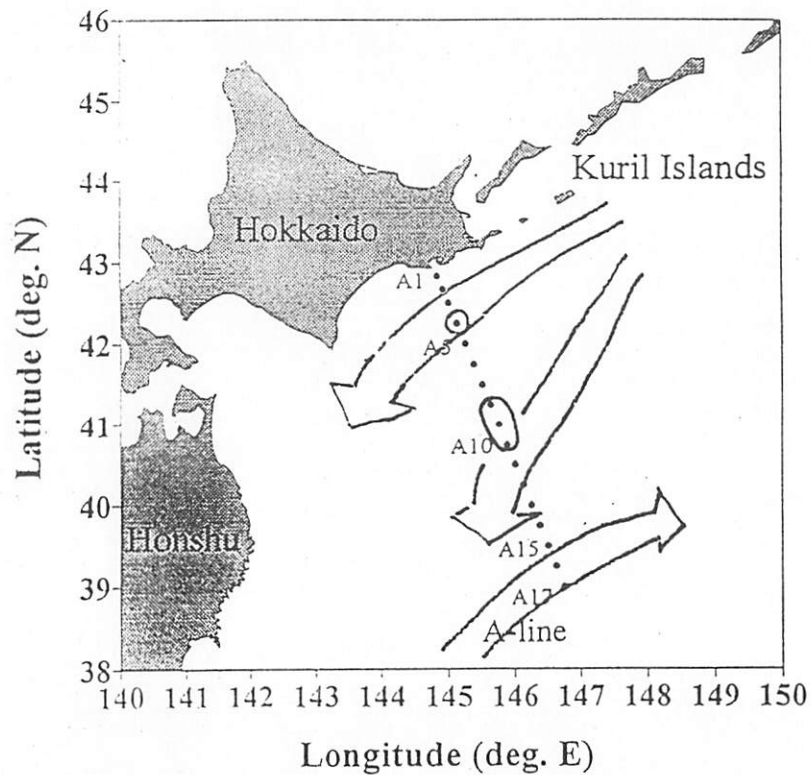 46
45
44
43
42
41
40
39
38
Latitude (deg. N)
Kuril Islands
Hokkaido
A1
A5
A10
Honshu
A15
A17
A-line
140 141 142 143 144 145 146 147 148 149 150
Longitude (deg. E)